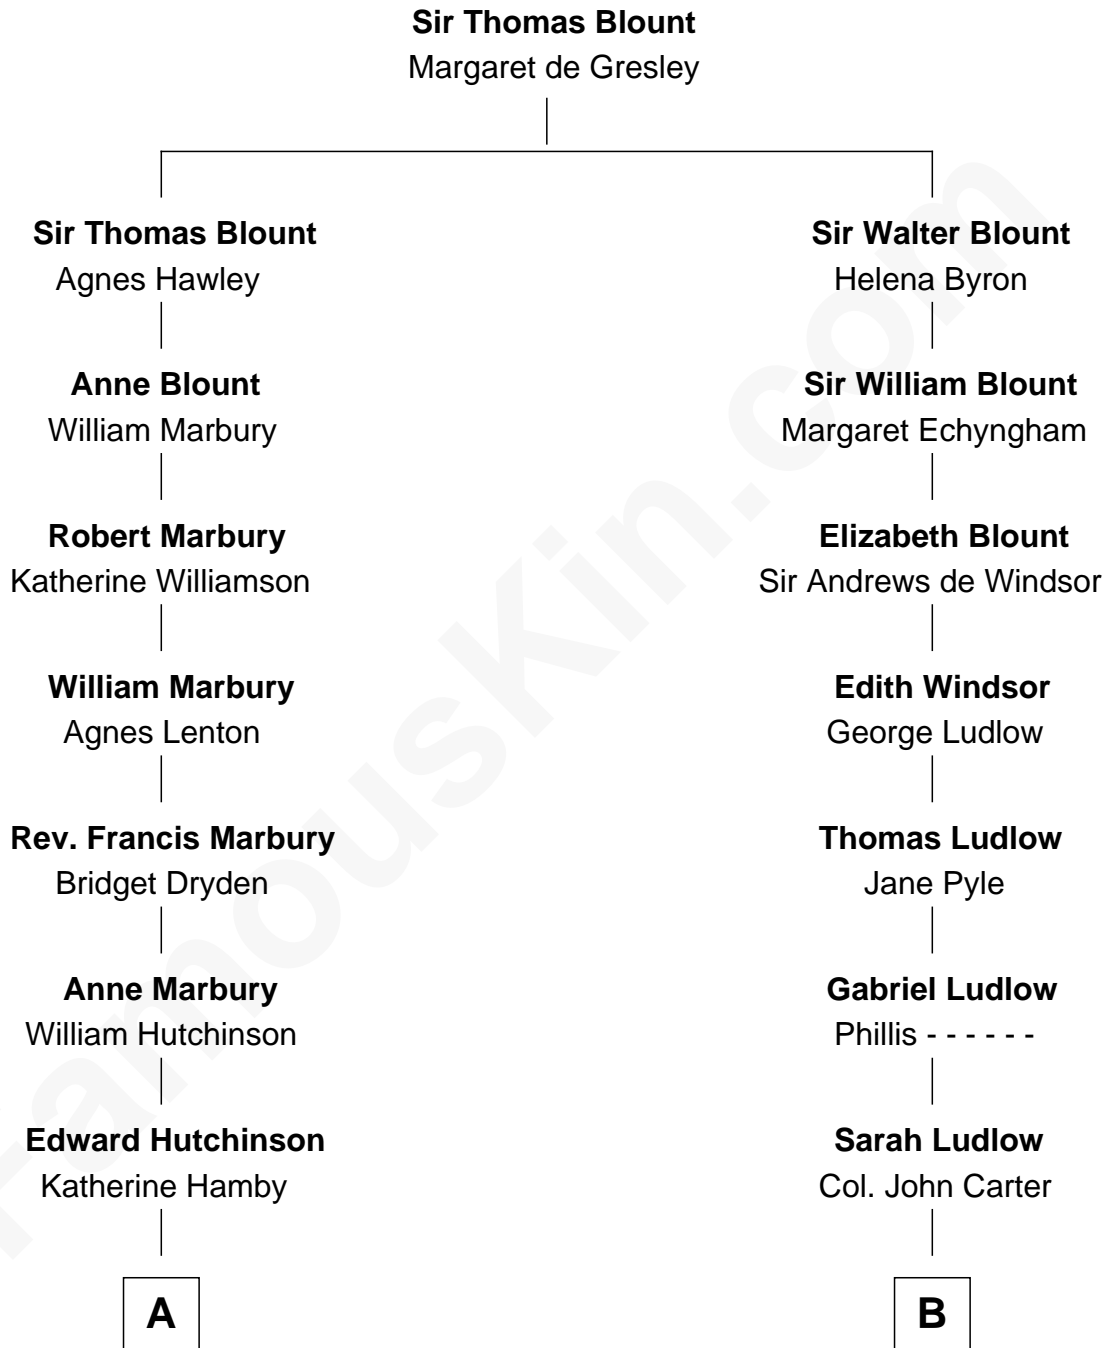 Sir Thomas Blount
Margaret de Gresley
Sir Thomas Blount
Agnes Hawley
Sir Walter Blount
Helena Byron
Anne Blount
William Marbury
Sir William Blount
Margaret Echyngham
Robert Marbury
Katherine Williamson
Elizabeth Blount
Sir Andrews de Windsor
William Marbury
Agnes Lenton
Edith Windsor
George Ludlow
Rev. Francis Marbury
Bridget Dryden
Thomas Ludlow
Jane Pyle
Anne Marbury
William Hutchinson
Gabriel Ludlow
Phillis - - - - - -
Edward Hutchinson
Katherine Hamby
Sarah Ludlow
Col. John Carter
A
B
FamousKin.com